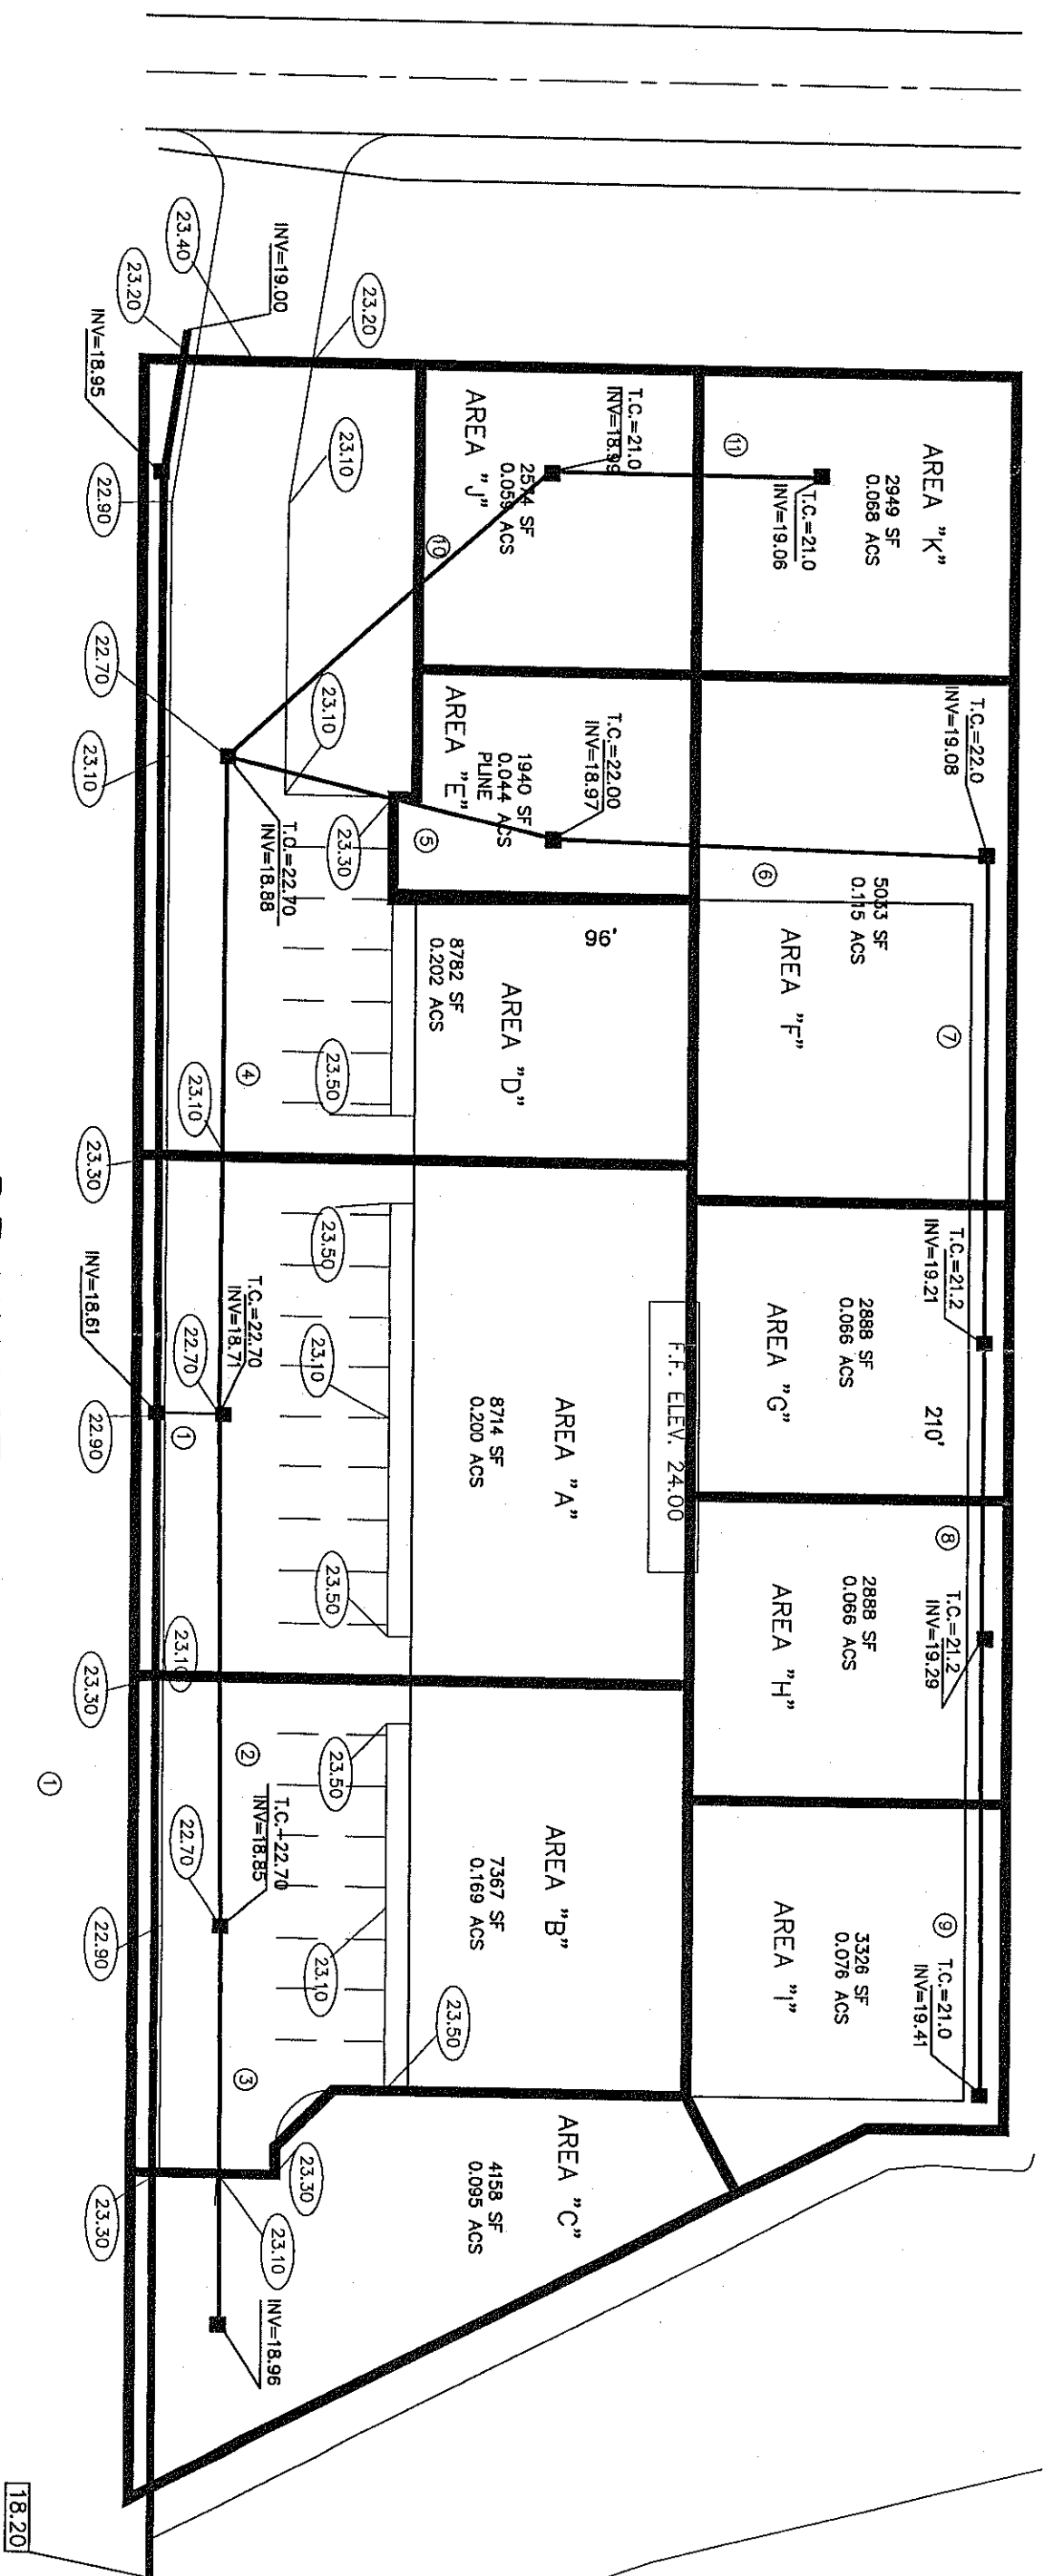 AREA "K"
2949 SF
0.068 ACS
T.C.=21.0
INV=19.06
11
T.C.=21.0
INV=18.99
2574 SF
0.059 ACS
AREA "J"
10
INV=19.00
23.20
23.40
23.20
INV=18.95
22.90
23.10
22.70
23.10
23.10
T.C.=22.0
INV=19.08
T.C.=22.00
INV=18.97
1940 SF
0.044 ACS
PLINE
AREA "E"
5
6
23.30
T.C.=22.70
INV=18.88
5033 SF
0.115 ACS
AREA "F"
7
96'
AREA "D"
8782 SF
0.202 ACS
23.50
4
23.10
23.30
T.C.=21.2
INV=19.21
2888 SF
0.066 ACS
AREA "G"
210'
F.F. ELEV. 24.00
AREA "A"
8714 SF
0.200 ACS
23.50
23.10
23.50
T.C.=22.70
INV=18.71
22.70
INV=18.61
1
22.90
23.10
23.30
8
T.C.=21.2
INV=19.29
2888 SF
0.066 ACS
AREA "H"
AREA "B"
7367 SF
0.169 ACS
23.50
23.10
23.50
2
T.C.=22.70
INV=18.85
22.70
22.90
1
9
T.C.=21.0
INV=19.41
3326 SF
0.076 ACS
AREA "I"
3
AREA "C"
4158 SF
0.095 ACS
23.30
23.10
23.30
INV=18.96
18.20